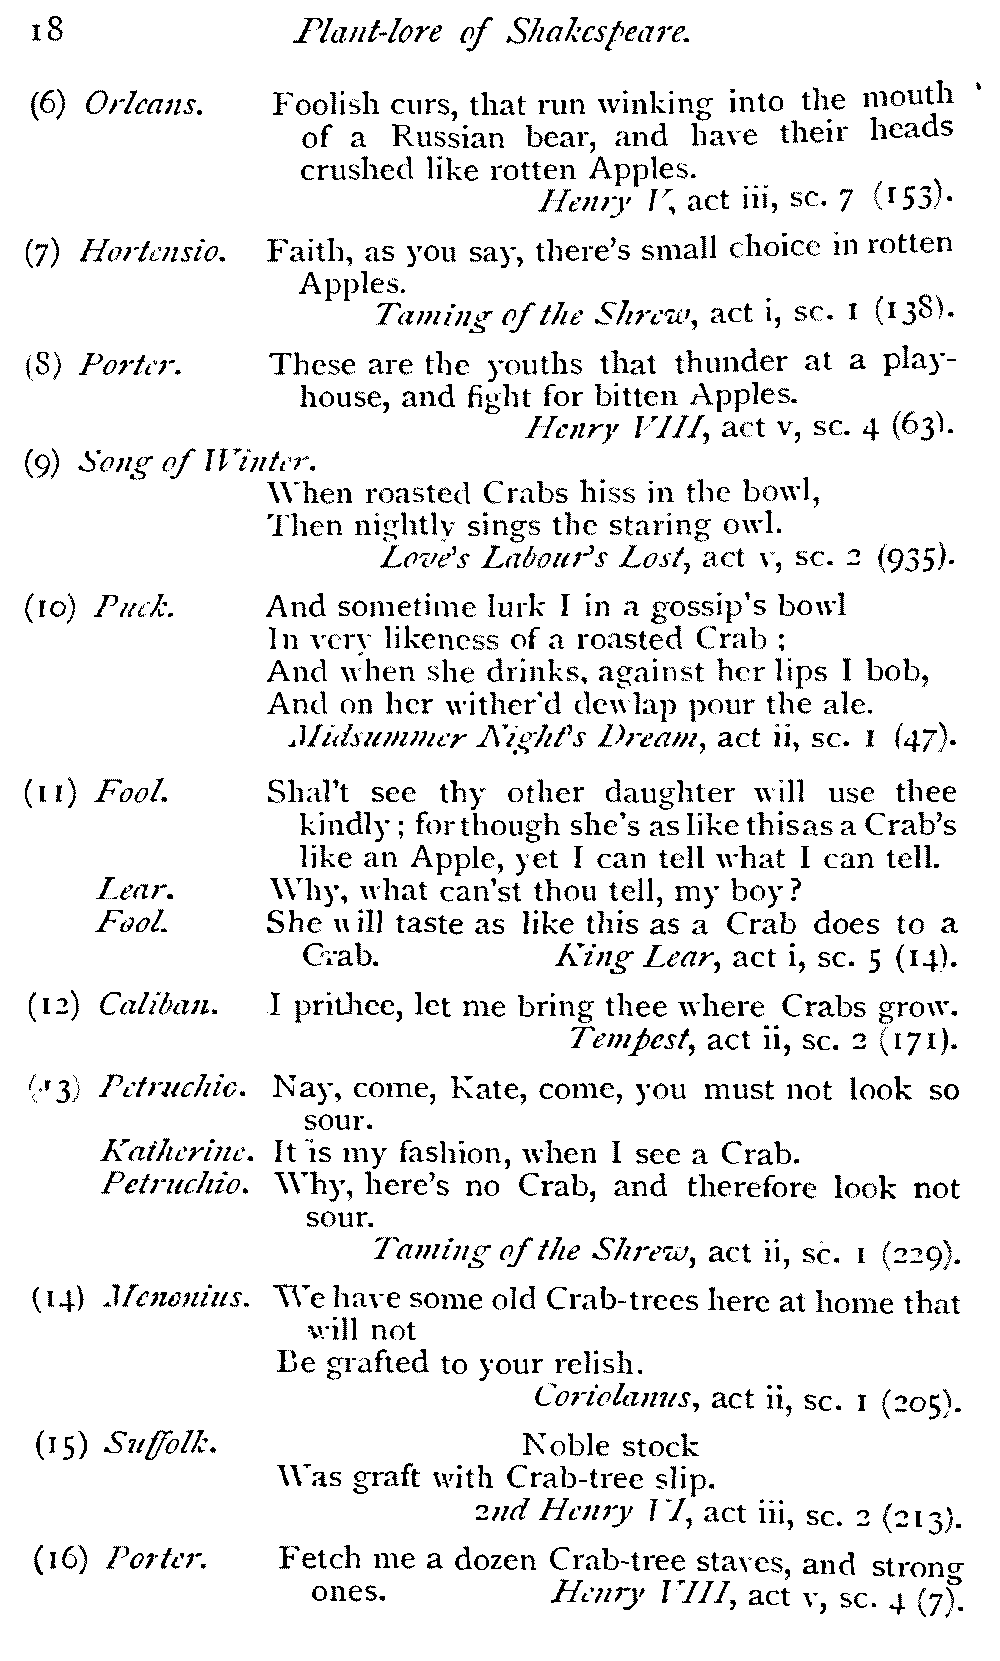 18 Plant-lore of Shakespeare.
(6) Orleans. Foolish curs, that run winking into the mouth
of a Russian bear, and have their heads
crushed like rotten Apples.
Henry V, act iii, sc. 7 (153).
(7) Hortensio. Faith, as you say, there's small choice in rotten
Apples.
Taming of the Shrew, act i, sc. 1 (138).
(8) Porter. These are the youths that thunder at a play-
house, and fight for bitten Apples.
Henry VIII, act v, sc. 4 (63).
(9) Song of Winter.
When roasted Crabs hiss in the bowl,
Then nightly sings the staring owl.
Love's Labour's Lost, act v, sc. 2 (935).
(10) Puck. And sometime lurk I in a gossip's bowl
In very likeness of a roasted Crab ;
And when she drinks, against her lips I bob,
And on her wither'd dewlap pour the ale.
Midsummer Night's Dream, act ii, sc. 1 (47).
(11) Fool. Shal't see thy other daughter will use thee
kindly ; for though she's as like this as a Crab's
like an Apple, yet I can tell what I can tell.
Lear. Why, what can'st thou tell, my boy?
Fool. She will taste as like this as a Crab does to a
Crab. King Lear, act i, sc. 5 (14).
(12) Caliban. I prithee, let me bring thee where Crabs grow.
Tempest, act ii, sc. 2 (171).
(13) Petruchio. Nay, come, Kate, come, you must not look so
sour.
Katherine. It is my fashion, when I see a Crab.
Petruchio. Why, here's no Crab, and therefore look not
sour.
Taming of the Shrew, act ii, sc. 1 (229).
(14) Menenius. We have some old Crab-trees here at home that
will not
Be grafted to your relish.
Coriolanus, act ii, sc. 1 (205).
(15) Suffolk. Noble stock
Was graft with Crab-tree slip.
2nd Henry VI, act iii, sc. 2 (213).
(16) Porter. Fetch me a dozen Crab-tree staves, and strong
ones. Henry VIII, act v, sc. 4 (7).